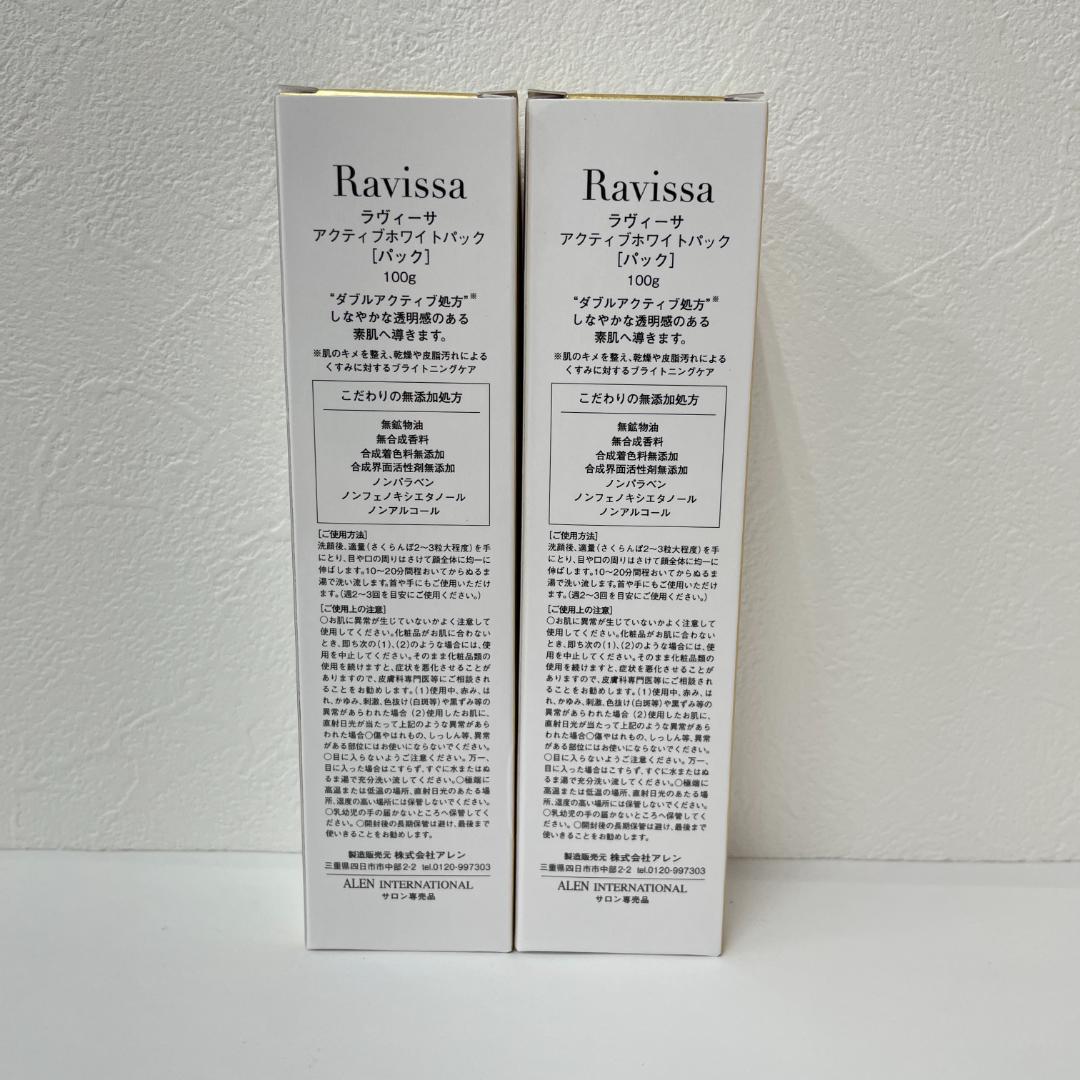 Ravissa
ラヴィーサ
アクティブホワイトパック
[パック]
100g
"ダブルアクティブ処方"※
しなやかな透明感のある
素肌へ導きます。
※肌のキメを整え、乾燥や皮脂汚れによる
くすみに対するブライトニングケア
こだわりの無添加処方
無鉱物油
無合成香料
合成着色料無添加
合成界面活性剤無添加
ノンパラベン
ノンフェノキシエタノール
ノンアルコール
[ご使用方法]
洗顔後、適量(さくらんぼ2〜3粒大程度)を手
にとり、目や口の周りはさけて顔全体に均一に
伸ばします。10〜20分間程おいてからぬるま
湯で洗い流します。首や手にもご使用いただけ
ます。(週2〜3回を目安にご使用ください。)
[ご使用上の注意]
○お肌に異常が生じていないかよく注意して
使用してください。化粧品がお肌に合わない
とき、即ち次の(1)、(2)のような場合には、使
用を中止してください。そのまま化粧品類の
使用を続けますと、症状を悪化させることが
ありますので、皮膚科専門医等にご相談され
ることをお勧めします。(1)使用中、赤み、は
れ、かゆみ、刺激、色抜け(白斑等)や黒ずみ等の
異常があらわれた場合 (2)使用したお肌に、
直射日光が当たって上記のような異常があら
われた場合○傷やはれもの、しっしん等、異常
がある部位にはお使いにならないでください。
○目に入らないようご注意ください。万一、
目に入った場合はこすらず、すぐに水またはぬ
るま湯で充分洗い流してください。○極端に
高温または低温の場所、直射日光のあたる場
所、湿度の高い場所には保管しないでください。
○乳幼児の手の届かないところへ保管してく
ださい。○開封後の長期保管は避け、最後まで
使いきることをお勧めします。
製造販売元 株式会社アレン
三重県四日市市中部2-2 tel.0120-997303
ALEN INTERNATIONAL
サロン専売品
Ravissa
ラヴィーサ
アクティブホワイトパック
[パック]
100g
"ダブルアクティブ処方"※
しなやかな透明感のある
素肌へ導きます。
※肌のキメを整え、乾燥や皮脂汚れによる
くすみに対するブライトニングケア
こだわりの無添加処方
無鉱物油
無合成香料
合成着色料無添加
合成界面活性剤無添加
ノンパラベン
ノンフェノキシエタノール
ノンアルコール
[ご使用方法]
洗顔後、適量(さくらんぼ2〜3粒大程度)を手
にとり、目や口の周りはさけて顔全体に均一に
伸ばします。10〜20分間程おいてからぬるま
湯で洗い流します。首や手にもご使用いただけ
ます。(週2〜3回を目安にご使用ください。)
[ご使用上の注意]
○お肌に異常が生じていないかよく注意して
使用してください。化粧品がお肌に合わない
とき、即ち次の(1)、(2)のような場合には、使
用を中止してください。そのまま化粧品類の
使用を続けますと、症状を悪化させることが
ありますので、皮膚科専門医等にご相談され
ることをお勧めします。(1)使用中、赤み、は
れ、かゆみ、刺激、色抜け(白斑等)や黒ずみ等の
異常があらわれた場合 (2)使用したお肌に、
直射日光が当たって上記のような異常があら
われた場合○傷やはれもの、しっしん等、異常
がある部位にはお使いにならないでください。
○目に入らないようご注意ください。万一、
目に入った場合はこすらず、すぐに水またはぬ
るま湯で充分洗い流してください。○極端に
高温または低温の場所、直射日光のあたる場
所、湿度の高い場所には保管しないでください。
○乳幼児の手の届かないところへ保管してく
ださい。○開封後の長期保管は避け、最後まで
使いきることをお勧めします。
製造販売元 株式会社アレン
三重県四日市市中部2-2 tel.0120-997303
ALEN INTERNATIONAL
サロン専売品